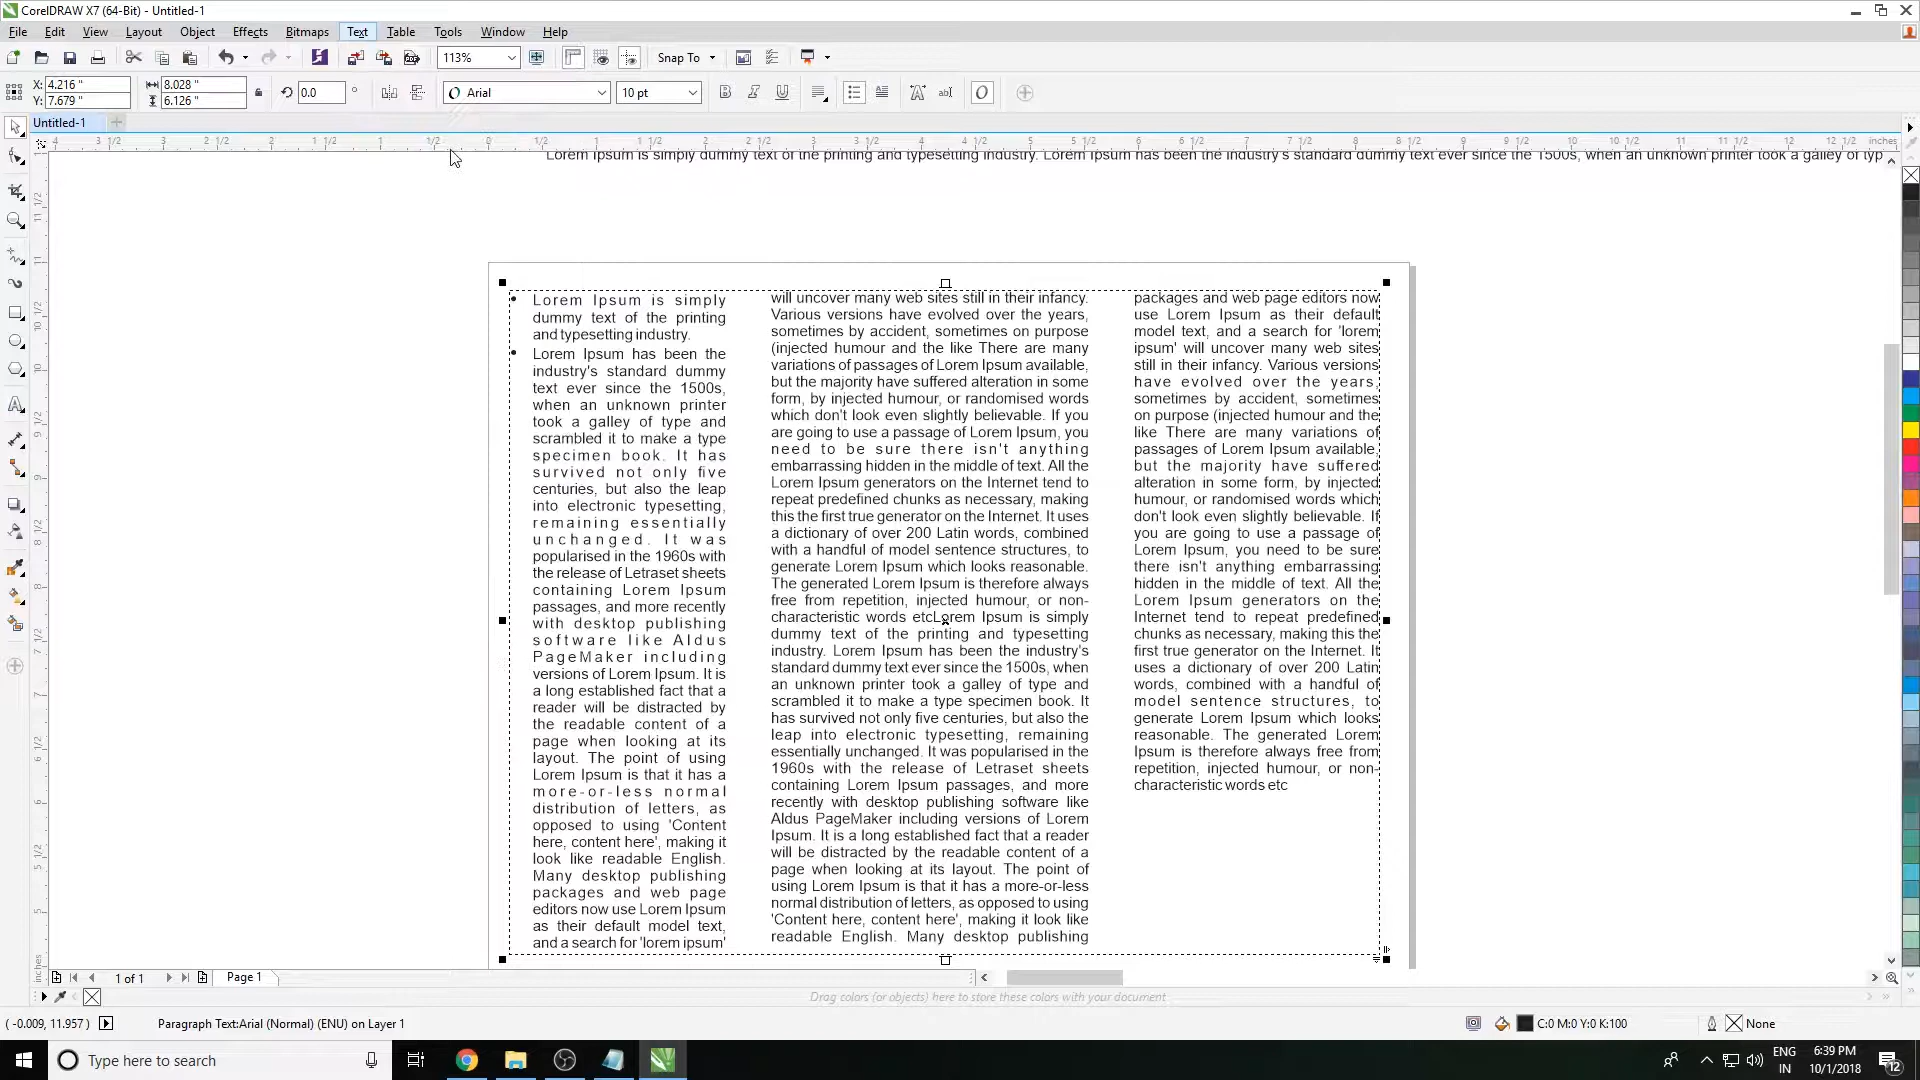 CorelDRAW X7 (64-Bit) - Untitled-1
File Edit View Layout Object Effects Bitmaps Text Table Tools Window Help
113% Snap To
X: 4.216 " 8.028 "
Y: 7.679 " 6.126 "
0.0 ° Arial 10 pt
Untitled-1
inches
Lorem Ipsum is simply dummy text of the printing and typesetting industry. Lorem Ipsum has been the industry's standard dummy text ever since the 1500s, when an unknown printer took a galley of typ
• Lorem Ipsum is simply
dummy text of the printing
and typesetting industry.
• Lorem Ipsum has been the
industry's standard dummy
text ever since the 1500s,
when an unknown printer
took a galley of type and
scrambled it to make a type
specimen book. It has
survived not only five
centuries, but also the leap
into electronic typesetting,
remaining essentially
unchanged. It was
popularised in the 1960s with
the release of Letraset sheets
containing Lorem Ipsum
passages, and more recently
with desktop publishing
software like Aldus
PageMaker including
versions of Lorem Ipsum. It is
a long established fact that a
reader will be distracted by
the readable content of a
page when looking at its
layout. The point of using
Lorem Ipsum is that it has a
more-or-less normal
distribution of letters, as
opposed to using 'Content
here, content here', making it
look like readable English.
Many desktop publishing
packages and web page
editors now use Lorem Ipsum
as their default model text,
and a search for 'lorem ipsum'
will uncover many web sites still in their infancy.
Various versions have evolved over the years,
sometimes by accident, sometimes on purpose
(injected humour and the like There are many
variations of passages of Lorem Ipsum available,
but the majority have suffered alteration in some
form, by injected humour, or randomised words
which don't look even slightly believable. If you
are going to use a passage of Lorem Ipsum, you
need to be sure there isn't anything
embarrassing hidden in the middle of text. All the
Lorem Ipsum generators on the Internet tend to
repeat predefined chunks as necessary, making
this the first true generator on the Internet. It uses
a dictionary of over 200 Latin words, combined
with a handful of model sentence structures, to
generate Lorem Ipsum which looks reasonable.
The generated Lorem Ipsum is therefore always
free from repetition, injected humour, or non-
characteristic words etcLorem Ipsum is simply
dummy text of the printing and typesetting
industry. Lorem Ipsum has been the industry's
standard dummy text ever since the 1500s, when
an unknown printer took a galley of type and
scrambled it to make a type specimen book. It
has survived not only five centuries, but also the
leap into electronic typesetting, remaining
essentially unchanged. It was popularised in the
1960s with the release of Letraset sheets
containing Lorem Ipsum passages, and more
recently with desktop publishing software like
Aldus PageMaker including versions of Lorem
Ipsum. It is a long established fact that a reader
will be distracted by the readable content of a
page when looking at its layout. The point of
using Lorem Ipsum is that it has a more-or-less
normal distribution of letters, as opposed to using
'Content here, content here', making it look like
readable English. Many desktop publishing
packages and web page editors now
use Lorem Ipsum as their default
model text, and a search for 'lorem
ipsum' will uncover many web sites
still in their infancy. Various versions
have evolved over the years,
sometimes by accident, sometimes
on purpose (injected humour and the
like There are many variations of
passages of Lorem Ipsum available,
but the majority have suffered
alteration in some form, by injected
humour, or randomised words which
don't look even slightly believable. If
you are going to use a passage of
Lorem Ipsum, you need to be sure
there isn't anything embarrassing
hidden in the middle of text. All the
Lorem Ipsum generators on the
Internet tend to repeat predefined
chunks as necessary, making this the
first true generator on the Internet. It
uses a dictionary of over 200 Latin
words, combined with a handful of
model sentence structures, to
generate Lorem Ipsum which looks
reasonable. The generated Lorem
Ipsum is therefore always free from
repetition, injected humour, or non-
characteristic words etc
1 of 1 Page 1
Drag colors (or objects) here to store these colors with your document
( -0.009, 11.957 ) Paragraph Text:Arial (Normal) (ENU) on Layer 1 C:0 M:0 Y:0 K:100 None
Type here to search
ENG 6:39 PM
IN 10/1/2018 12